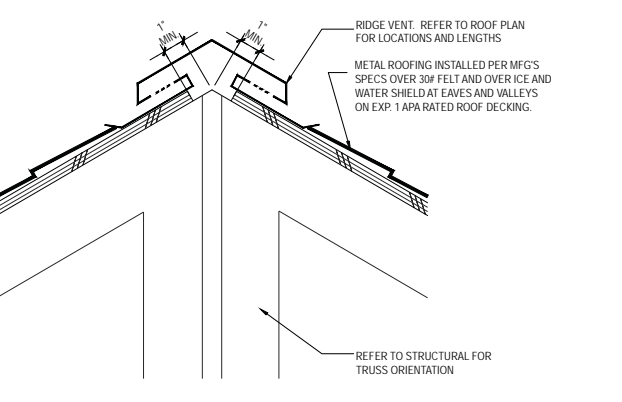 1"
MIN.
1"
MIN.
RIDGE VENT. REFER TO ROOF PLAN
FOR LOCATIONS AND LENGTHS
METAL ROOFING INSTALLED PER MFG'S
SPECS OVER 30# FELT AND OVER ICE AND
WATER SHIELD AT EAVES AND VALLEYS
ON EXP. 1 APA RATED ROOF DECKING.
REFER TO STRUCTURAL FOR
TRUSS ORIENTATION